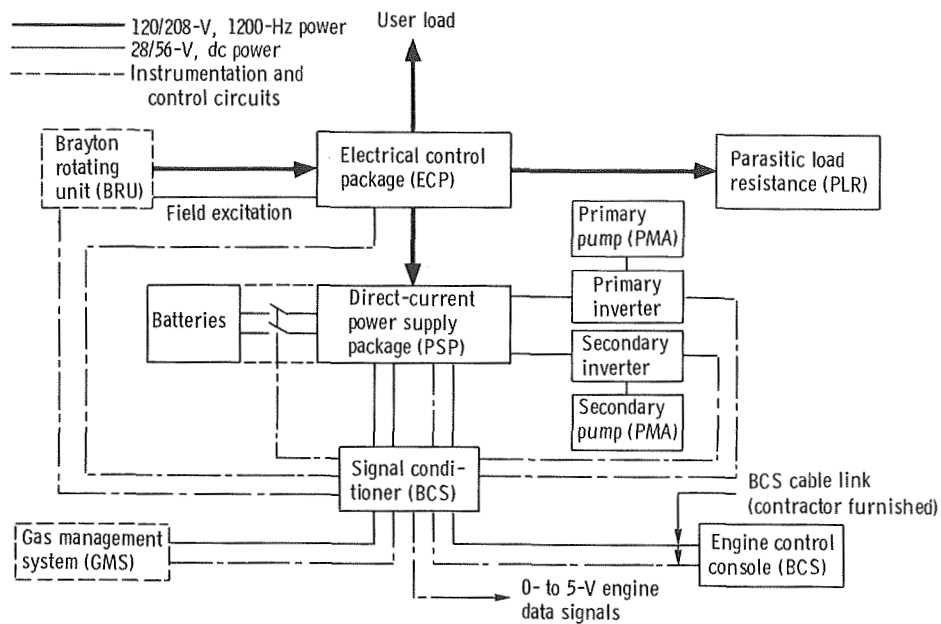 User load
120/208-V, 1200-Hz power
28/56-V, dc power
Instrumentation and
control circuits
Brayton
rotating
unit (BRU)
Electrical control
package (ECP)
Parasitic load
resistance (PLR)
Field excitation
Primary
pump (PMA)
Primary
inverter
Batteries
Direct-current
power supply
package (PSP)
Secondary
inverter
Secondary
pump (PMA)
Signal condi-
tioner (BCS)
BCS cable link
(contractor furnished)
Gas management
system (GMS)
Engine control
console (BCS)
0- to 5-V engine
data signals